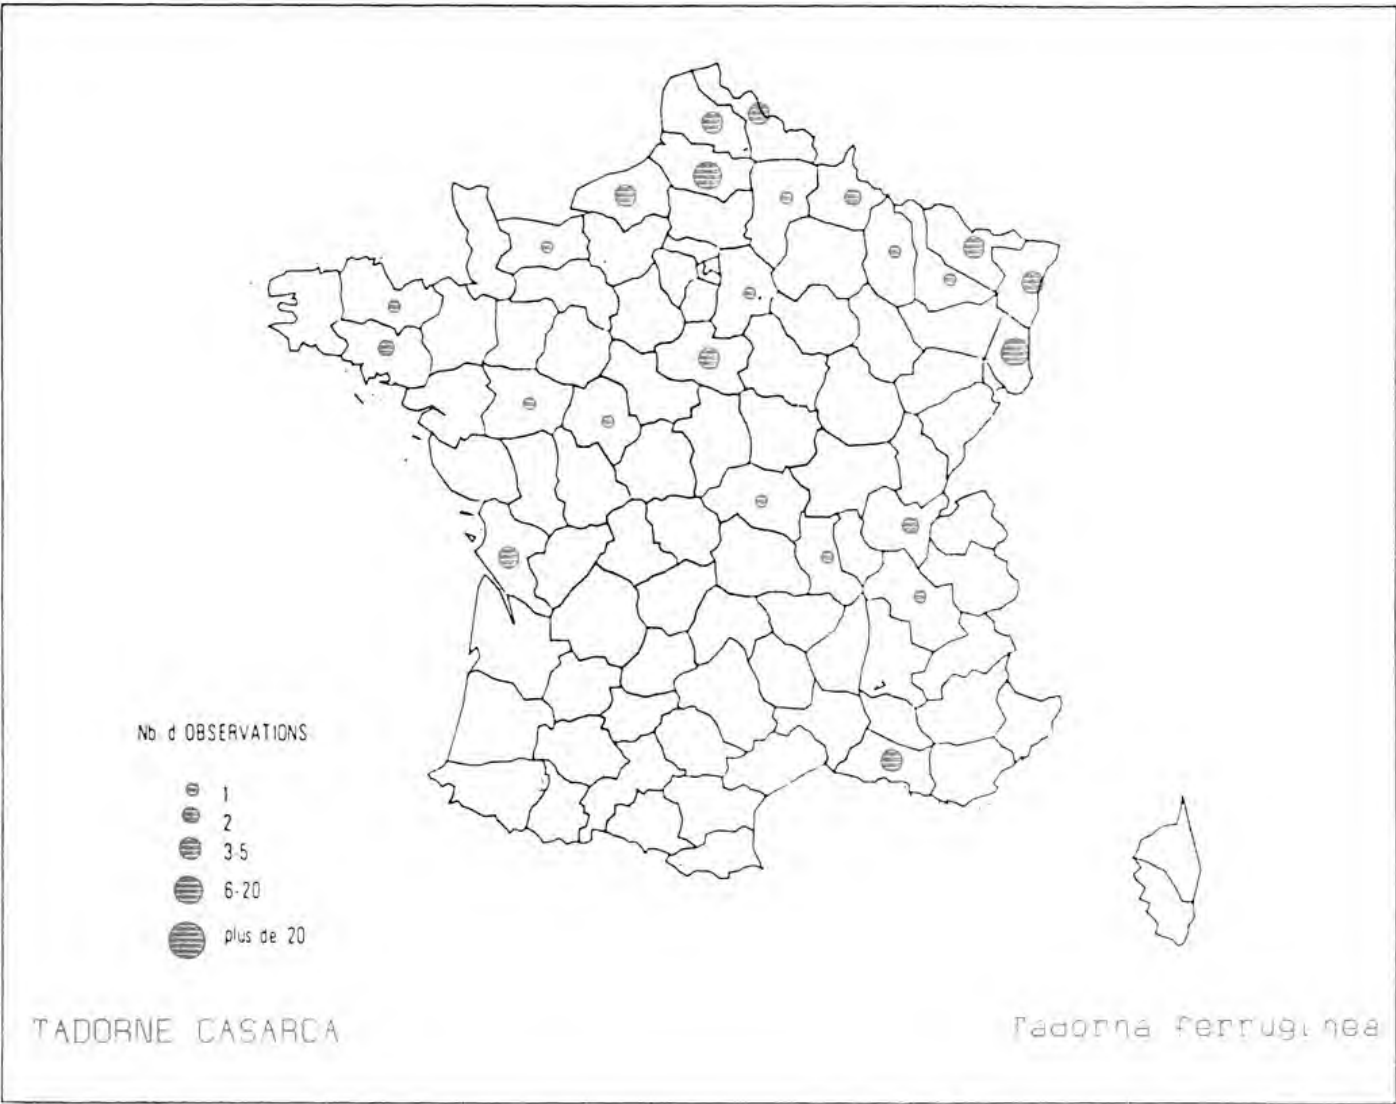 Nb d OBSERVATIONS
1
2
3-5
6-20
plus de 20
TADORNE CASARCA
Tadorna ferruginea